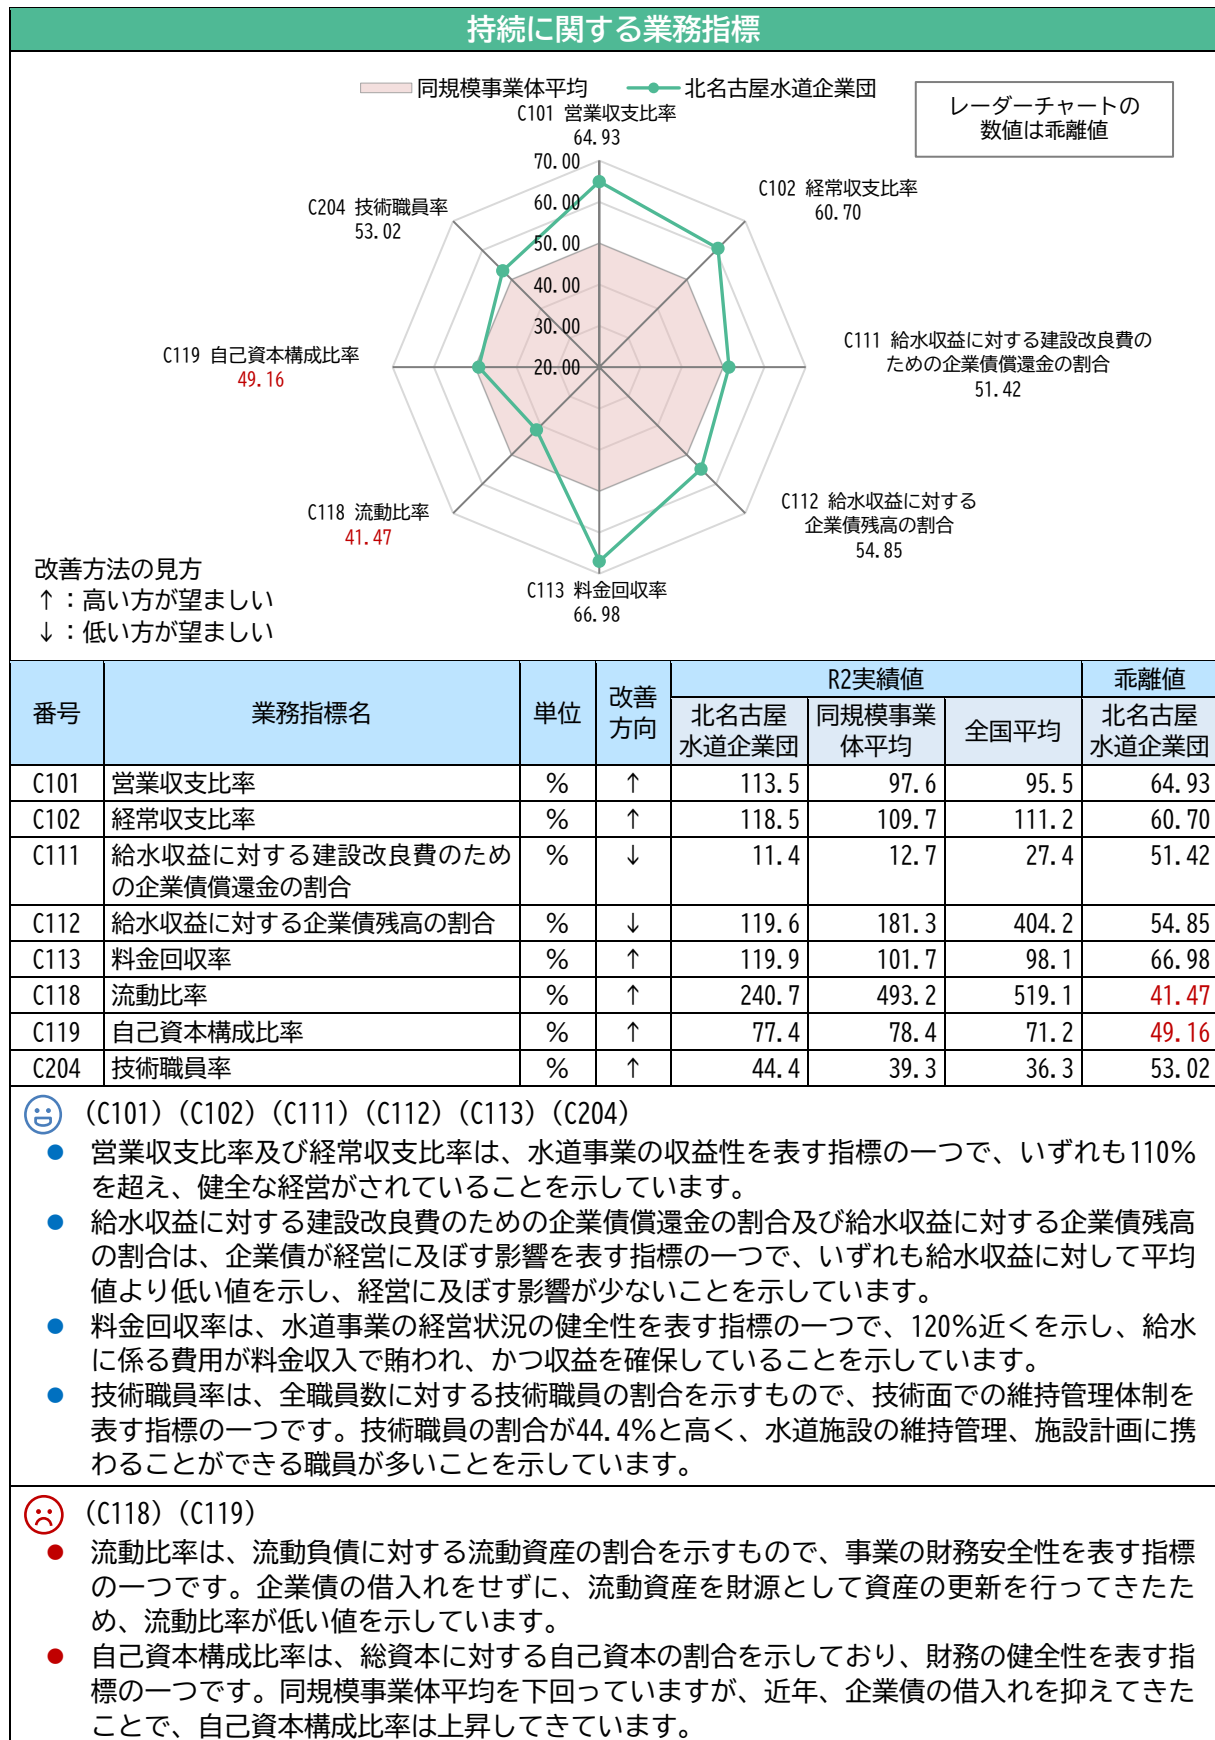 持続に関する業務指標
同規模事業体平均 北名古屋水道企業団
レーダーチャートの
数値は乖離値
C101 営業収支比率
64.93
70.00
60.00
50.00
40.00
30.00
20.00
C102 経常収支比率
60.70
C111 給水収益に対する建設改良費の
ための企業債償還金の割合
51.42
C112 給水収益に対する
企業債残高の割合
54.85
C113 料金回収率
66.98
C118 流動比率
41.47
C119 自己資本構成比率
49.16
C204 技術職員率
53.02
改善方法の見方
↑:高い方が望ましい
↓:低い方が望ましい
番号 業務指標名 単位 改善方向 R2実績値 乖離値
北名古屋水道企業団 同規模事業体平均 全国平均 北名古屋水道企業団
C101 営業収支比率 % ↑ 113.5 97.6 95.5 64.93
C102 経常収支比率 % ↑ 118.5 109.7 111.2 60.70
C111 給水収益に対する建設改良費のため % ↓ 11.4 12.7 27.4 51.42
の企業債償還金の割合
C112 給水収益に対する企業債残高の割合 % ↓ 119.6 181.3 404.2 54.85
C113 料金回収率 % ↑ 119.9 101.7 98.1 66.98
C118 流動比率 % ↑ 240.7 493.2 519.1 41.47
C119 自己資本構成比率 % ↑ 77.4 78.4 71.2 49.16
C204 技術職員率 % ↑ 44.4 39.3 36.3 53.02
(C101)(C102)(C111)(C112)(C113)(C204)
● 営業収支比率及び経常収支比率は、水道事業の収益性を表す指標の一つで、いずれも110%
を超え、健全な経営がされていることを示しています。
● 給水収益に対する建設改良費のための企業債償還金の割合及び給水収益に対する企業債残高
の割合は、企業債が経営に及ぼす影響を表す指標の一つで、いずれも給水収益に対して平均
値より低い値を示し、経営に及ぼす影響が少ないことを示しています。
● 料金回収率は、水道事業の経営状況の健全性を表す指標の一つで、120%近くを示し、給水
に係る費用が料金収入で賄われ、かつ収益を確保していることを示しています。
● 技術職員率は、全職員数に対する技術職員の割合を示すもので、技術面での維持管理体制を
表す指標の一つです。技術職員の割合が44.4%と高く、水道施設の維持管理、施設計画に携
わることができる職員が多いことを示しています。
(C118)(C119)
● 流動比率は、流動負債に対する流動資産の割合を示すもので、事業の財務安全性を表す指標
の一つです。企業債の借入れをせずに、流動資産を財源として資産の更新を行ってきたた
め、流動比率が低い値を示しています。
● 自己資本構成比率は、総資本に対する自己資本の割合を示しており、財務の健全性を表す指
標の一つです。同規模事業体平均を下回っていますが、近年、企業債の借入れを抑えてきた
ことで、自己資本構成比率は上昇してきています。